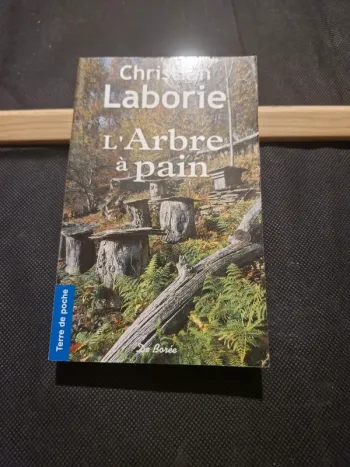 Christian
Laborie
L'Arbre
à pain
Terre de poche
De Borée